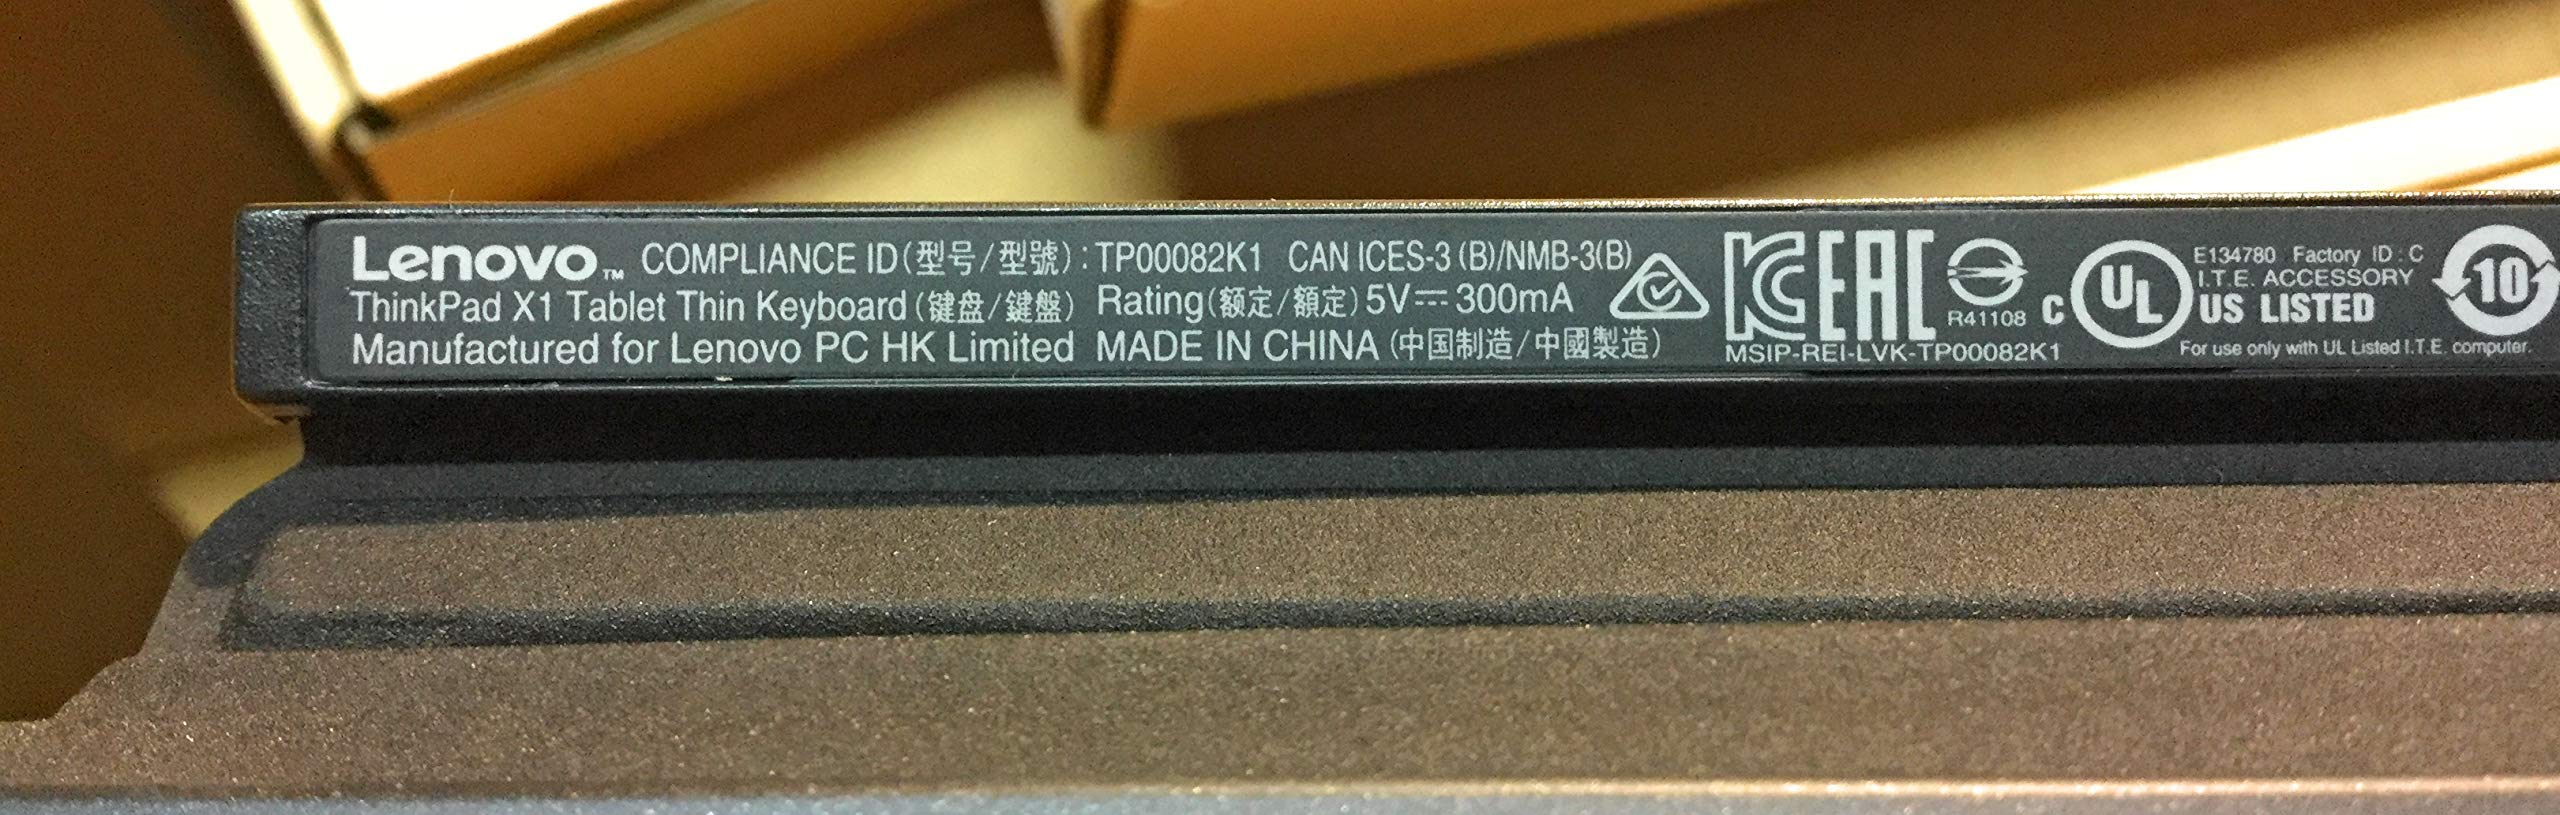 Lenovo™ COMPLIANCE ID(型号/型號):TP00082K1 CAN ICES-3 (B)/NMB-3(B)
ThinkPad X1 Tablet Thin Keyboard (键盘/鍵盤) Rating(额定/額定) 5V⎓ 300mA
Manufactured for Lenovo PC HK Limited MADE IN CHINA (中国制造/中國製造)
KC EAC
R41108
MSIP-REI-LVK-TP00082K1
C UL US LISTED
E134780 Factory ID : C
I.T.E. ACCESSORY
For use only with UL Listed I.T.E. computer.
10